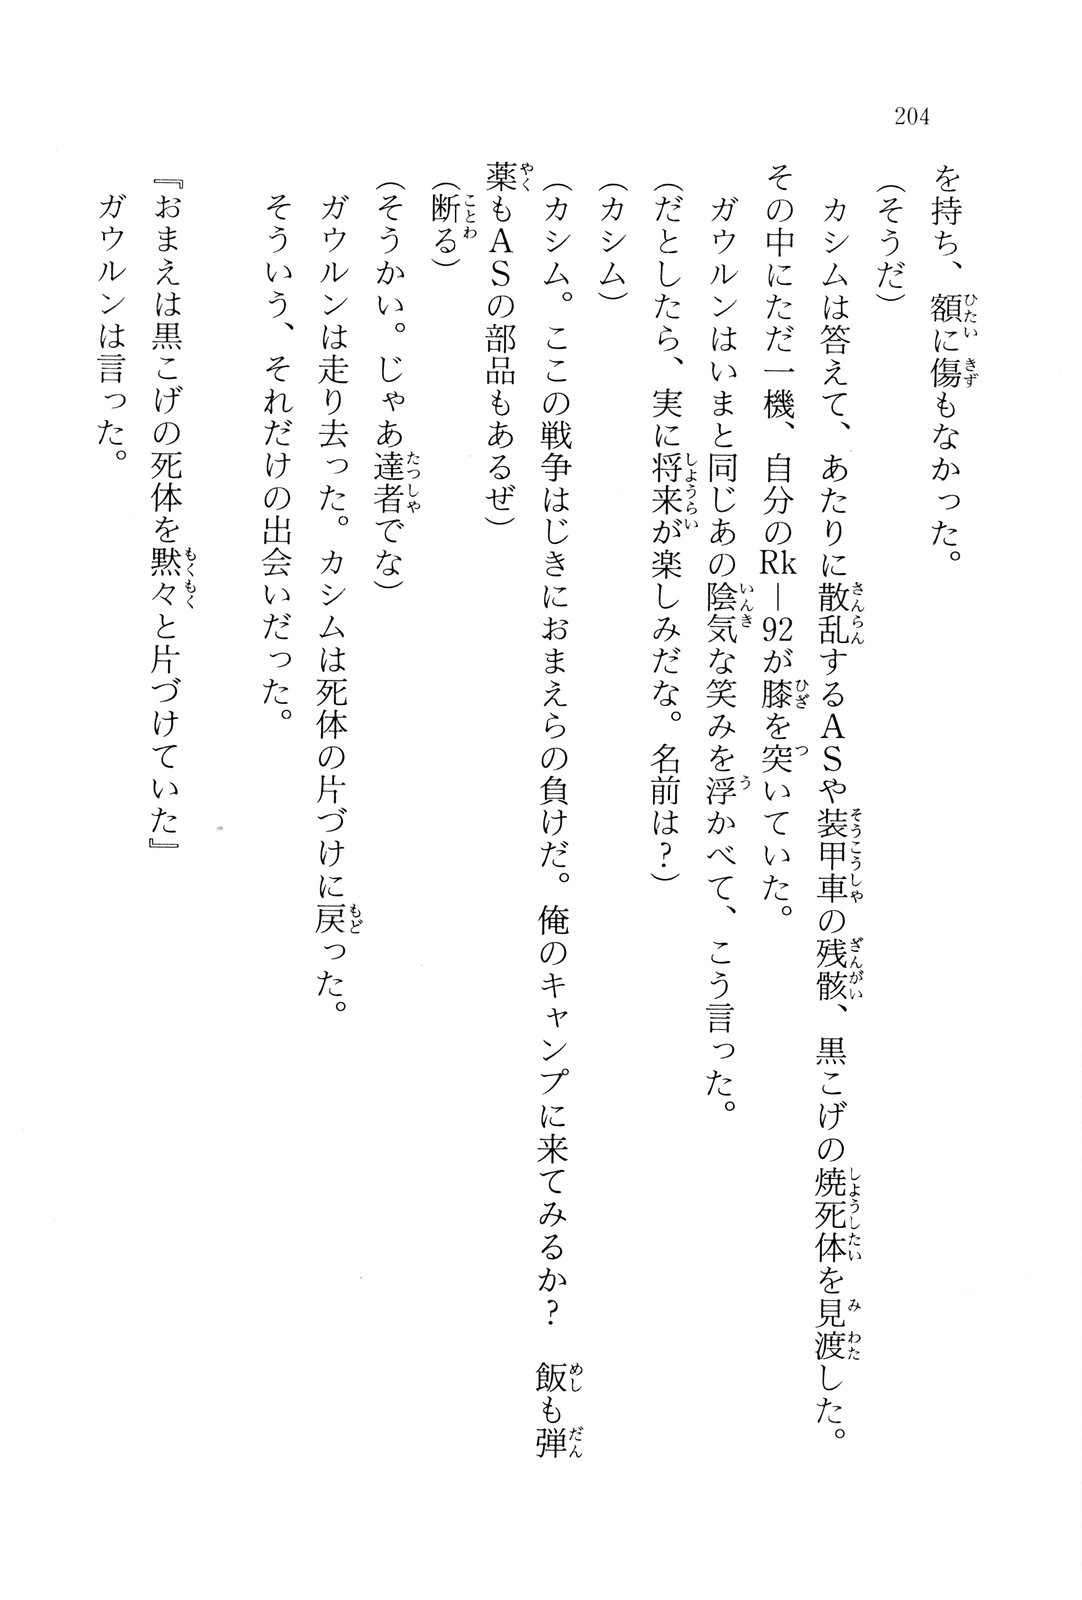 204
を持ち、額に傷もなかった。
（そうだ）
カシムは答えて、あたりに散乱するＡＳや装甲車の残骸、黒こげの焼死体を見渡した。
その中にただ一機、自分のRk―92が膝を突いていた。
ガウルンはいまと同じあの陰気な笑みを浮かべて、こう言った。
（だとしたら、実に将来が楽しみだな。名前は？）
（カシム）
（カシム。ここの戦争はじきにおまえらの負けだ。俺のキャンプに来てみるか？　飯も弾
薬もＡＳの部品もあるぜ）
（断る）
（そうかい。じゃあ達者でな）
ガウルンは走り去った。カシムは死体の片づけに戻った。
そういう、それだけの出会いだった。
『おまえは黒こげの死体を黙々と片づけていた』
ガウルンは言った。